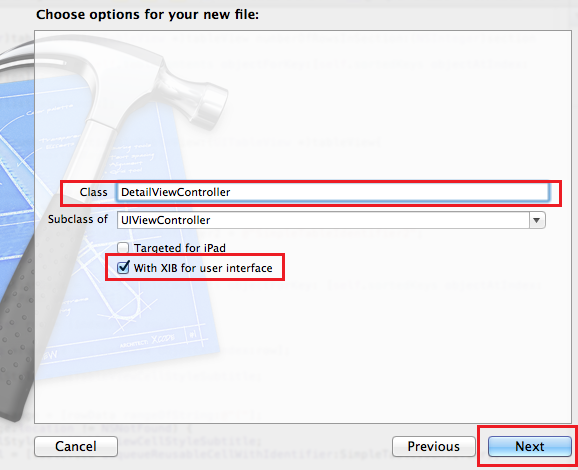 Choose options for your new file:
Class DetailViewController
Subclass of UIViewController
Targeted for iPad
With XIB for user interface
Cancel Previous Next